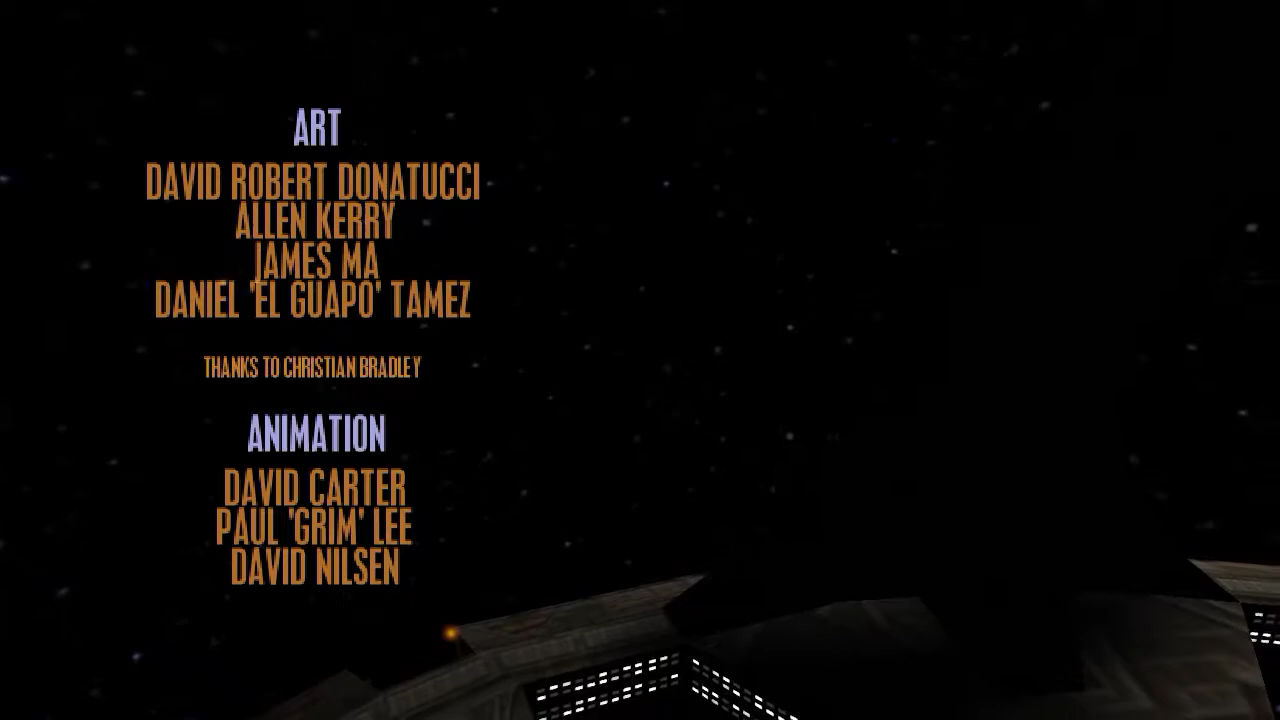 ART
DAVID ROBERT DONATUCCI
ALLEN KERRY
JAMES MA
DANIEL 'EL GUAPO' TAMEZ
THANKS TO CHRISTIAN BRADLEY
ANIMATION
DAVID CARTER
PAUL 'GRIM' LEE
DAVID NILSEN